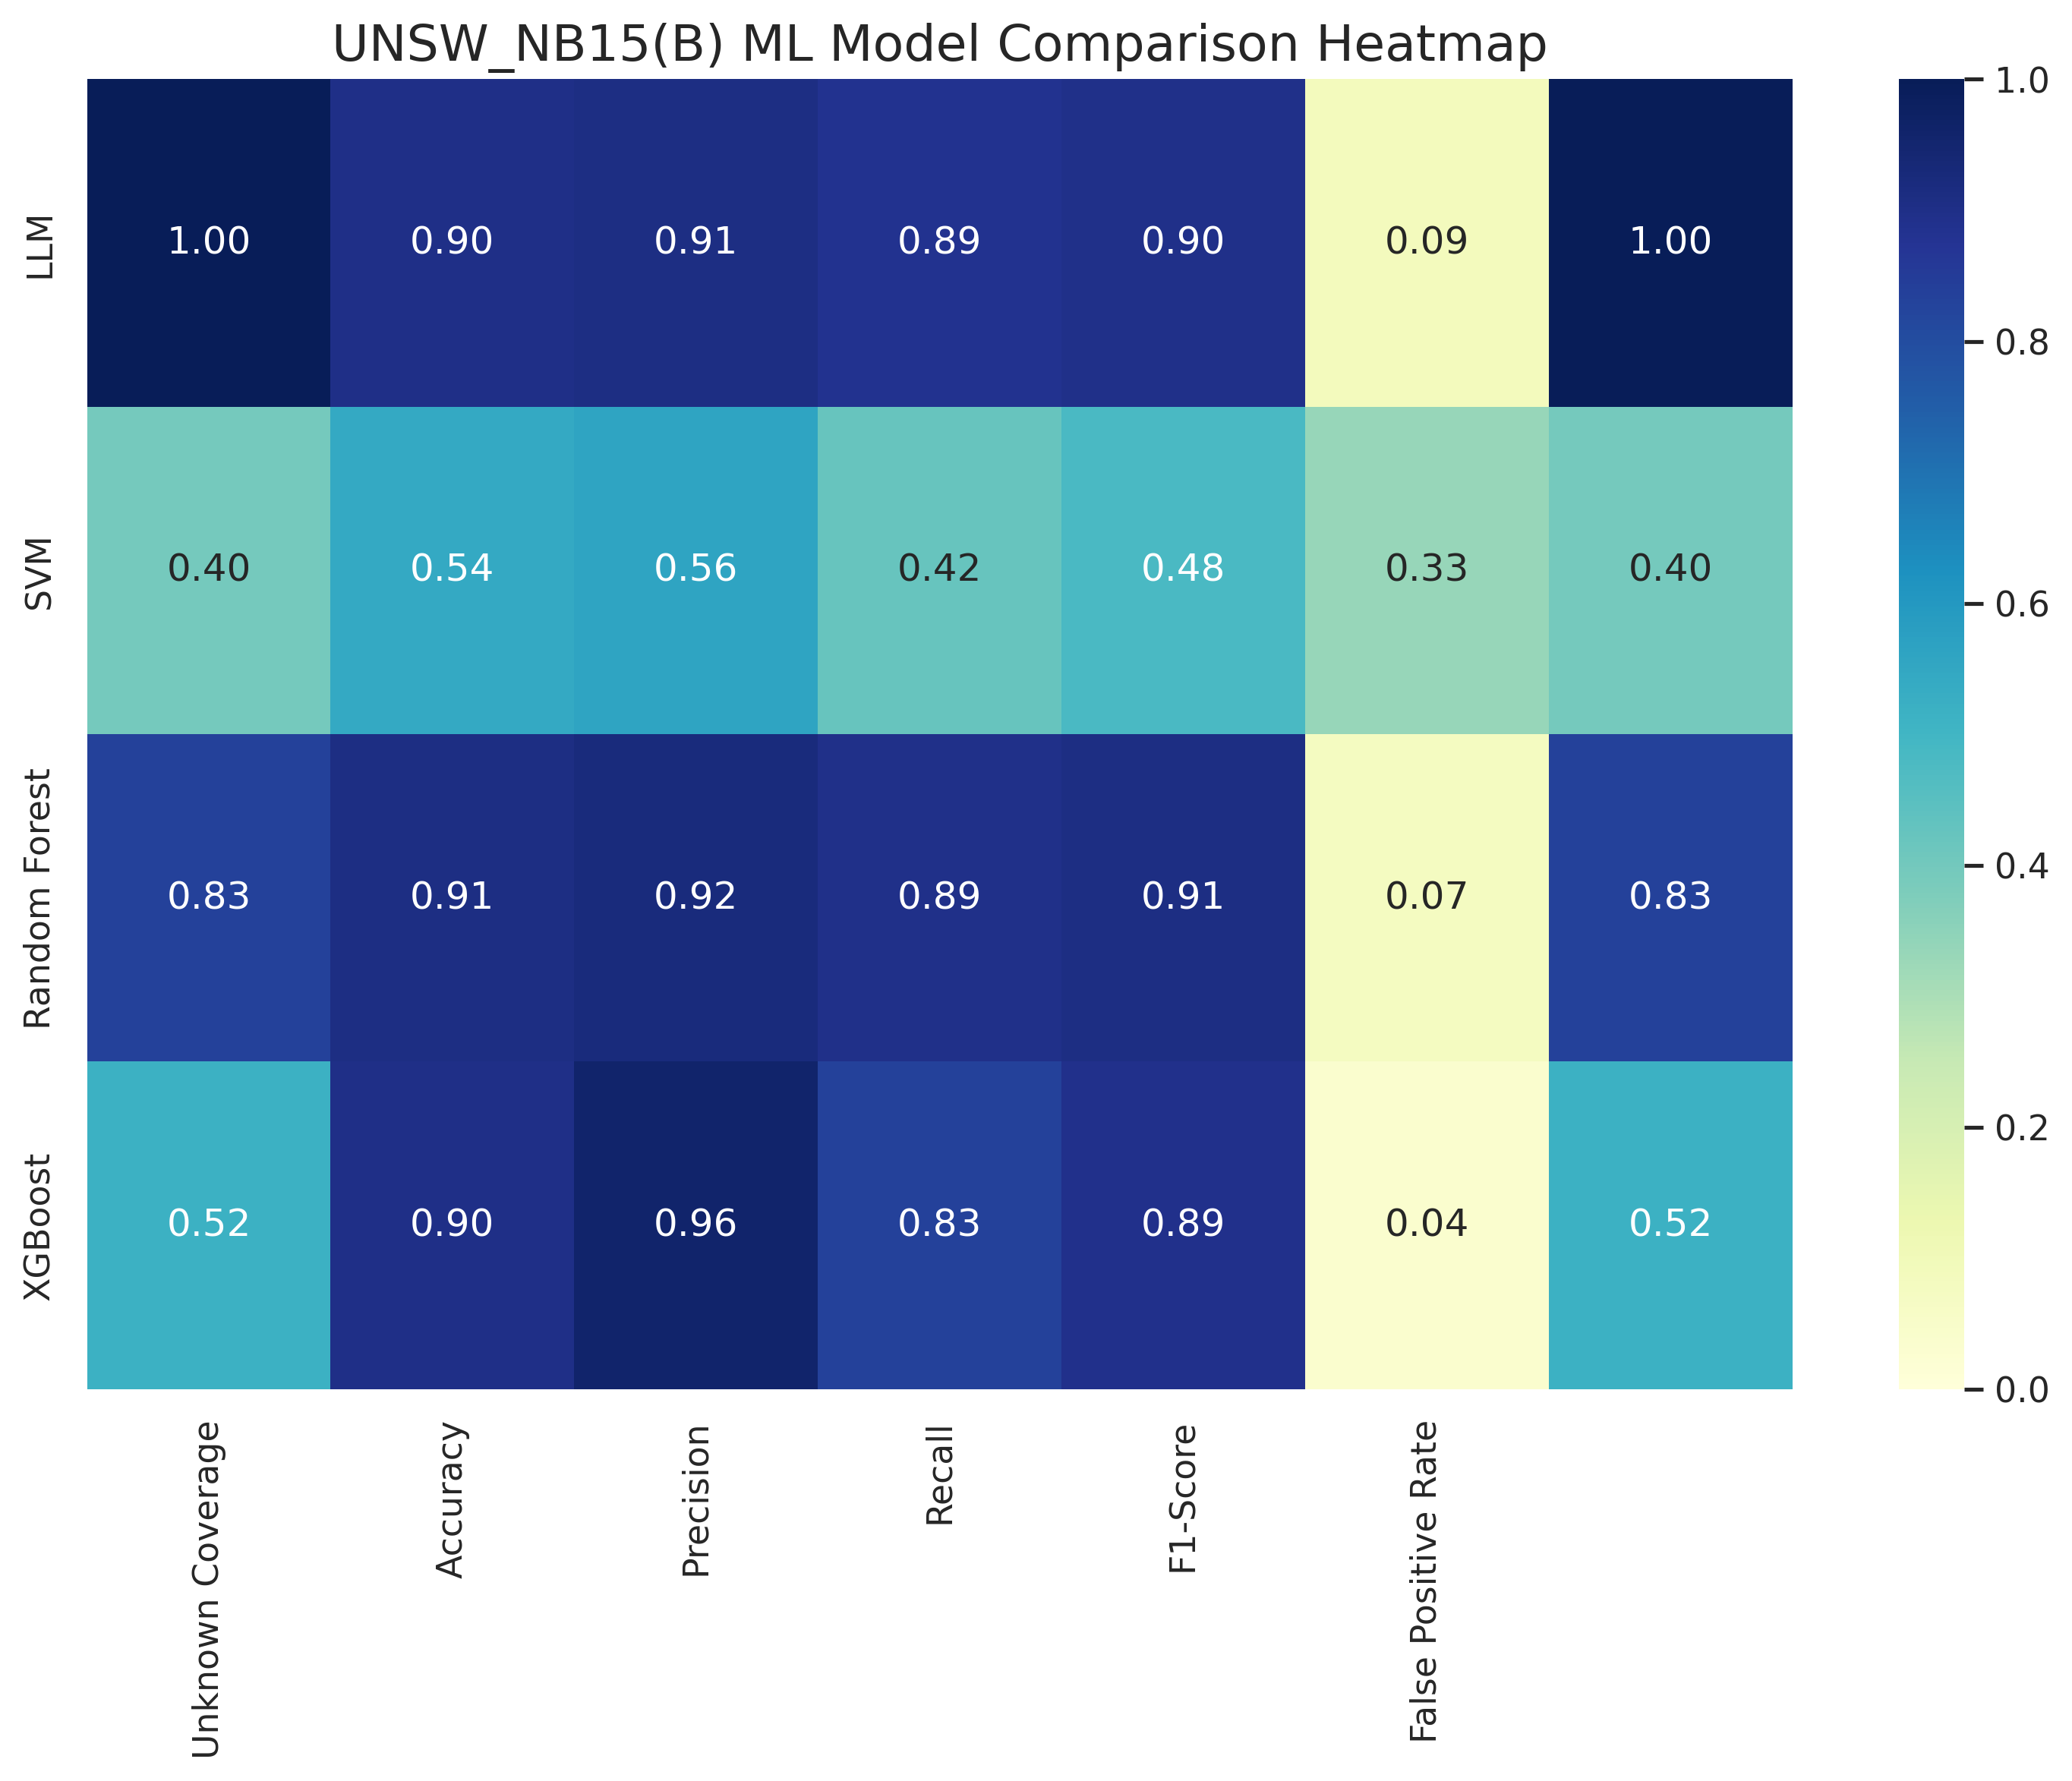 UNSW_NB15(B) ML Model Comparison Heatmap
LLM
1.00 0.90 0.91 0.89 0.90 0.09 1.00
SVM
0.40 0.54 0.56 0.42 0.48 0.33 0.40
Random Forest
0.83 0.91 0.92 0.89 0.91 0.07 0.83
XGBoost
0.52 0.90 0.96 0.83 0.89 0.04 0.52
Unknown Coverage
Accuracy
Precision
Recall
F1-Score
False Positive Rate
1.0
0.8
0.6
0.4
0.2
0.0